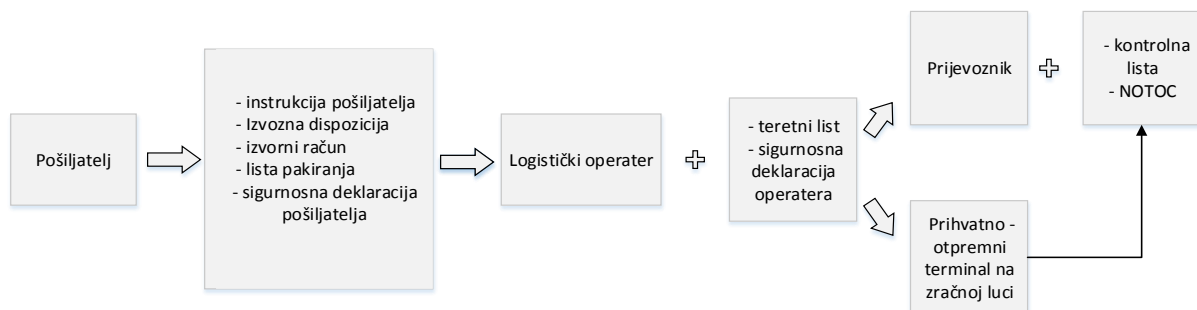 Pošiljatelj
- instrukcija pošiljatelja
- Izvozna dispozicija
- izvorni račun
- lista pakiranja
- sigurnosna deklaracija
pošiljatelja
Logistički operater
- teretni list
- sigurnosna
deklaracija
operatera
Prijevoznik
- kontrolna
lista
- NOTOC
Prihvatno -
otpremni
terminal na
zračnoj luci